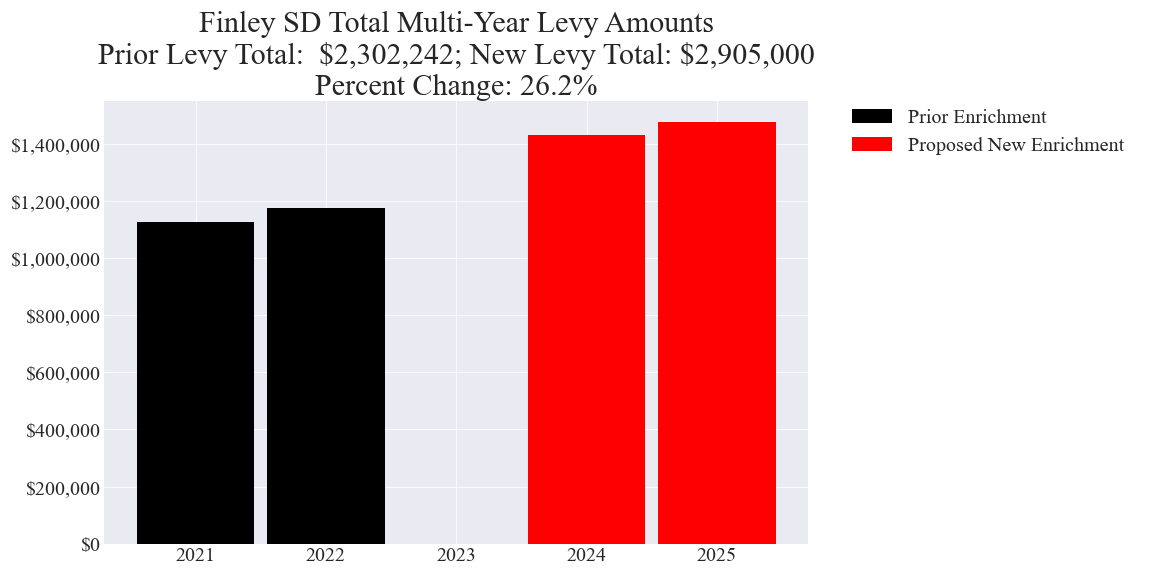 Finley SD Total Multi-Year Levy Amounts
Prior Levy Total:  $2,302,242; New Levy Total: $2,905,000
Percent Change: 26.2%
Prior Enrichment
Proposed New Enrichment
$1,400,000
$1,200,000
$1,000,000
$800,000
$600,000
$400,000
$200,000
$0
2021 2022 2023 2024 2025